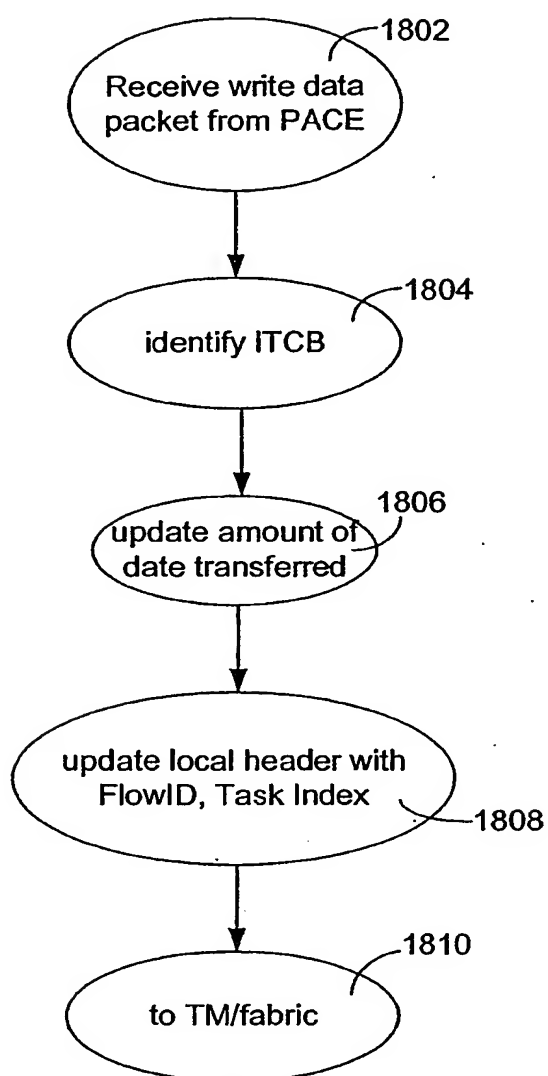 1802
Receive write data
packet from PACE
1804
identify ITCB
1806
update amount of
date transferred
update local header with
FlowID, Task Index
1808
1810
to TM/fabric